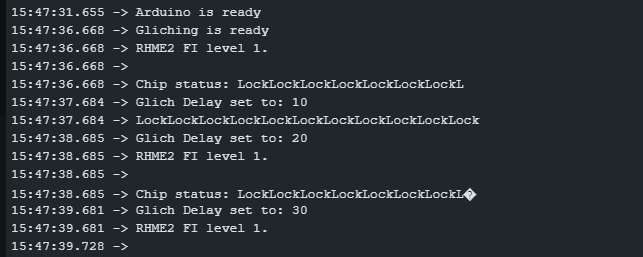 15:47:31.655 -> Arduino is ready
15:47:36.668 -> Gliching is ready
15:47:36.668 -> RHME2 FI level 1.
15:47:36.668 ->
15:47:36.668 -> Chip status: LockLockLockLockLockLockLockL
15:47:37.684 -> Glich Delay set to: 10
15:47:37.684 -> LockLockLockLockLockLockLockLockLockLockLock
15:47:38.685 -> Glich Delay set to: 20
15:47:38.685 -> RHME2 FI level 1.
15:47:38.685 ->
15:47:38.685 -> Chip status: LockLockLockLockLockLockLockL�
15:47:39.681 -> Glich Delay set to: 30
15:47:39.681 -> RHME2 FI level 1.
15:47:39.728 ->